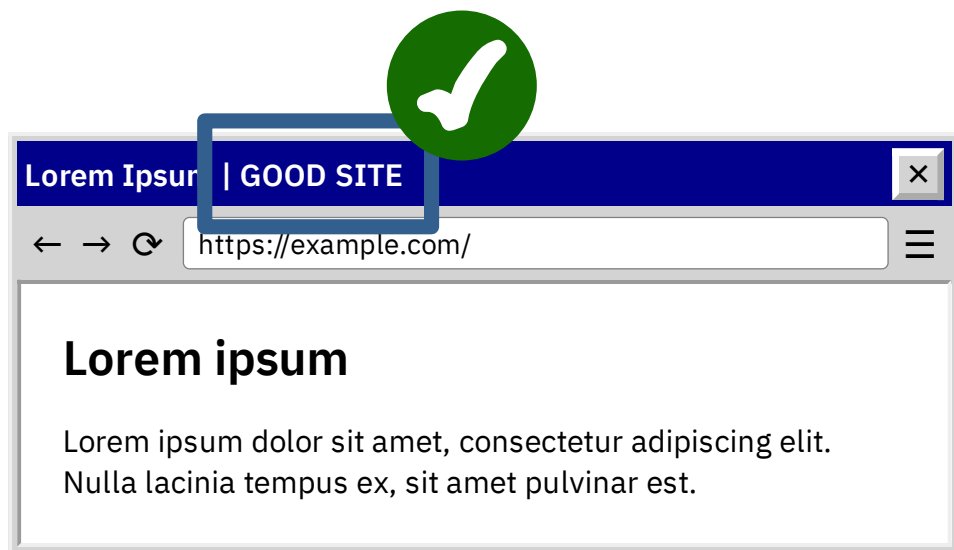 Lorem Ipsum | GOOD SITE
https://example.com/
Lorem ipsum
Lorem ipsum dolor sit amet, consectetur adipiscing elit.
Nulla lacinia tempus ex, sit amet pulvinar est.